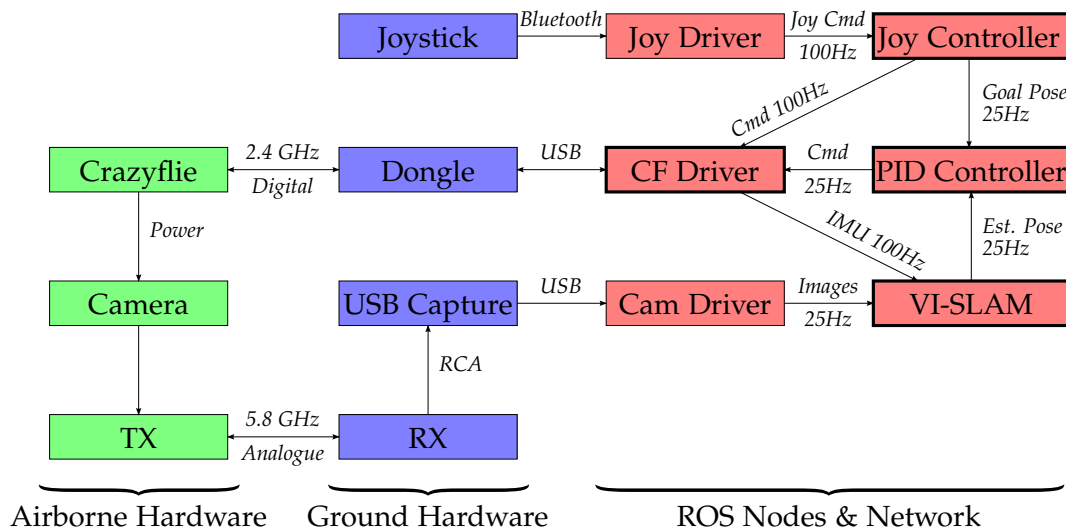 Joystick
Bluetooth
Joy Driver
Joy Cmd
100Hz
Joy Controller
Cmd 100Hz
Goal Pose
25Hz
Crazyflie
2.4 GHz
Digital
Dongle
USB
CF Driver
Cmd
25Hz
PID Controller
Power
IMU 100Hz
Est. Pose
25Hz
Camera
USB Capture
USB
Cam Driver
Images
25Hz
VI-SLAM
RCA
TX
5.8 GHz
Analogue
RX
Airborne Hardware
Ground Hardware
ROS Nodes & Network